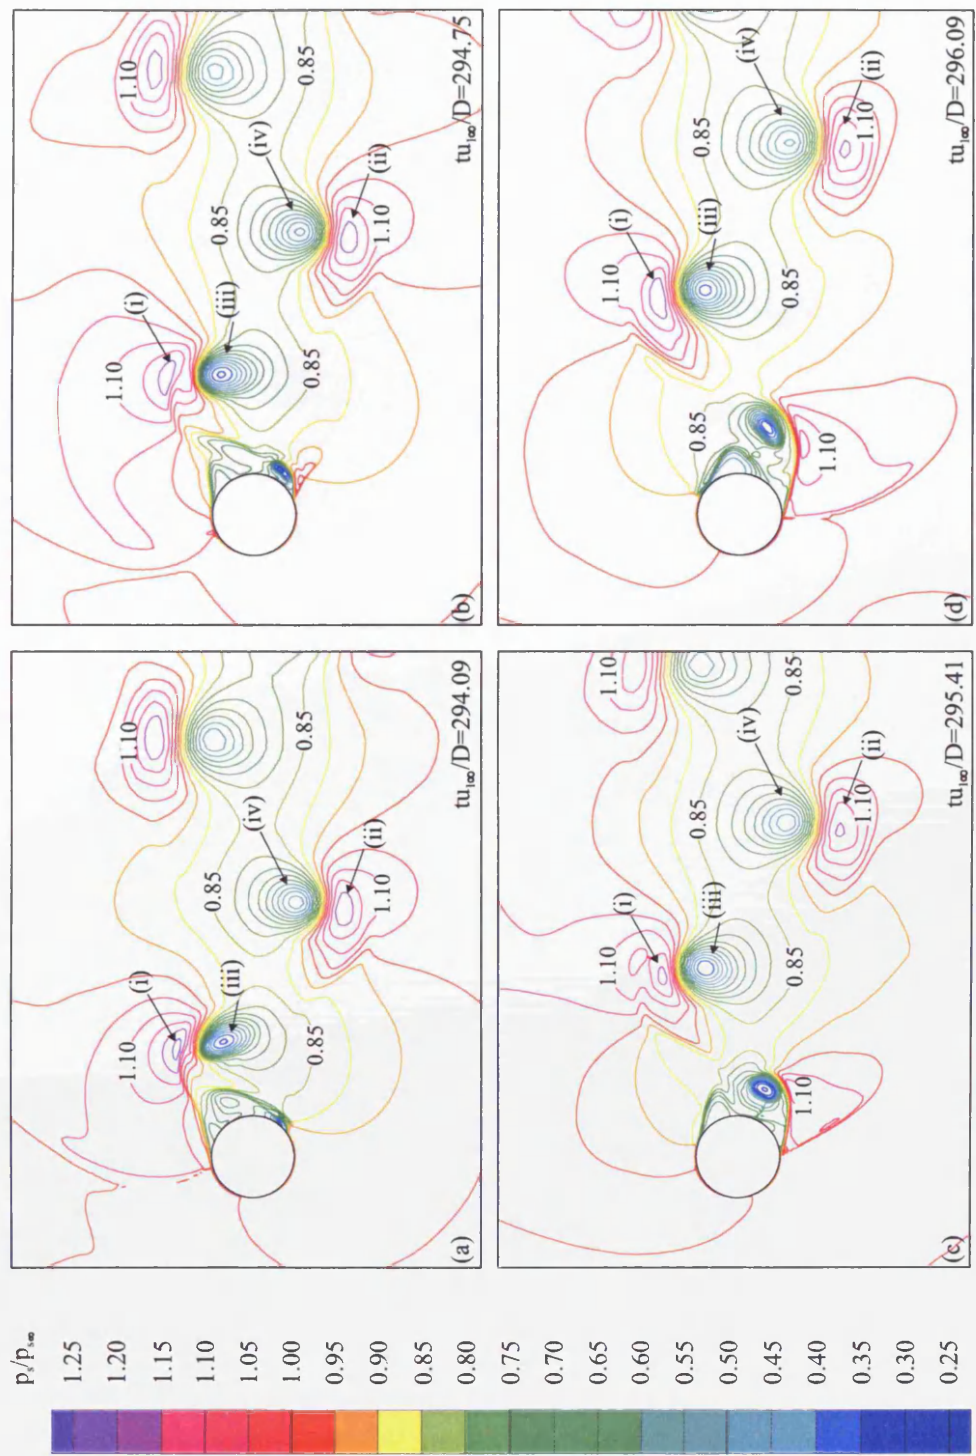 p_s/p_s∞
1.25
1.20
1.15
1.10
1.05
1.00
0.95
0.90
0.85
0.80
0.75
0.70
0.65
0.60
0.55
0.50
0.45
0.40
0.35
0.30
0.25
1.10
(i)
1.10
(iii)
0.85
(iv)
0.85
0.85
1.10
(ii)
(a)
tu_1∞/D=294.09
1.10
(i)
1.10
(iii)
0.85
(iv)
0.85
0.85
1.10
(ii)
(b)
tu_1∞/D=294.75
1.10
(i)
1.10
(iii)
0.85
0.85
(iv)
0.85
1.10
1.10
(ii)
(c)
tu_1∞/D=295.41
1.10
(i)
0.85
(iii)
0.85
0.85
(iv)
1.10
1.10
(ii)
(d)
tu_1∞/D=296.09